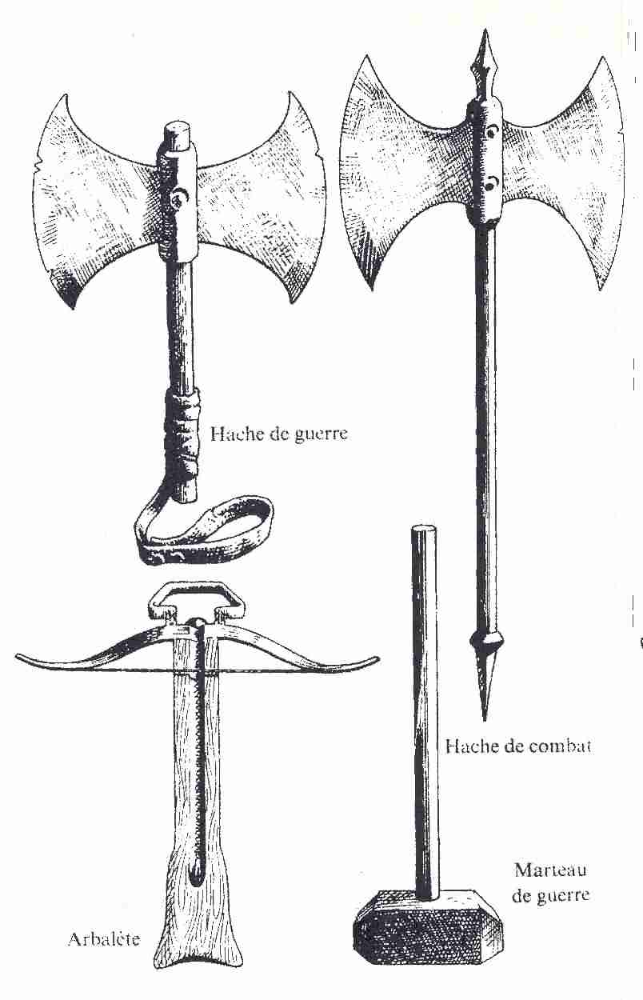 Hache de guerre
Hache de combat
Marteau
de guerre
Arbalète